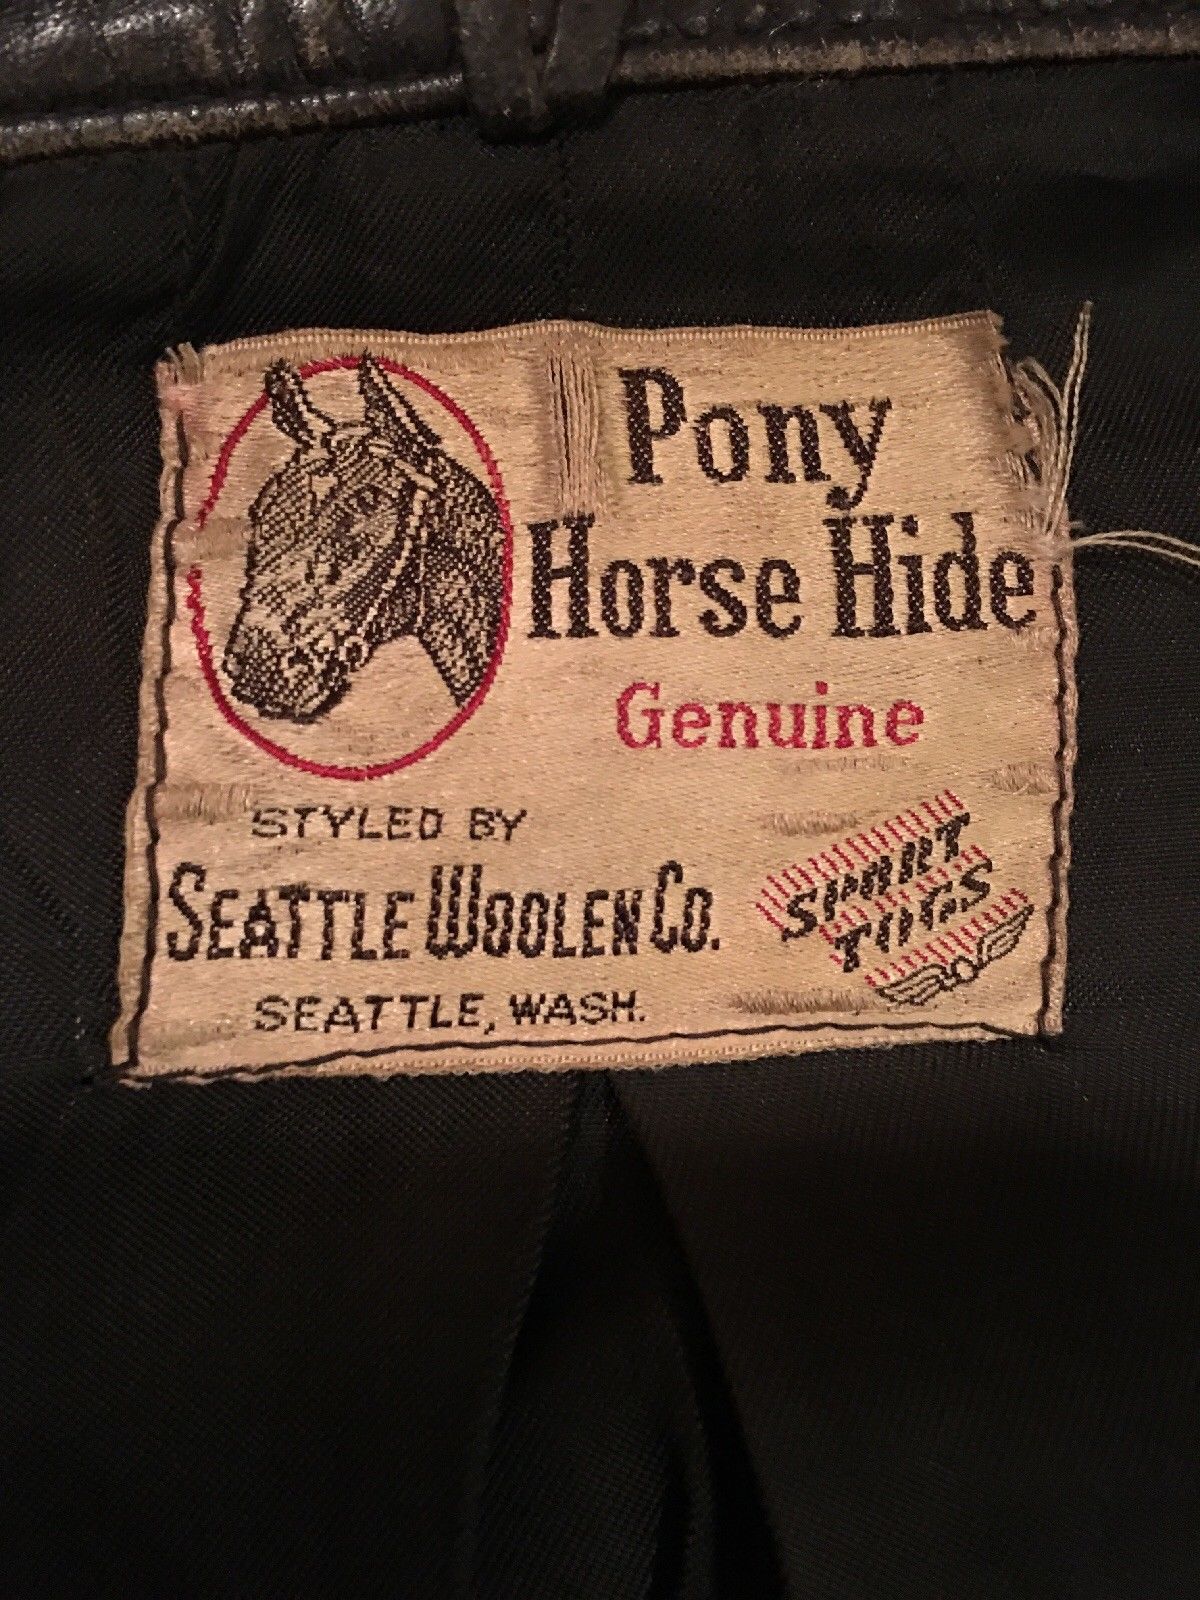 Pony
Horse Hide
Genuine
STYLED BY
SEATTLE WOOLEN CO.
SEATTLE, WASH.
SPORT
TOGS